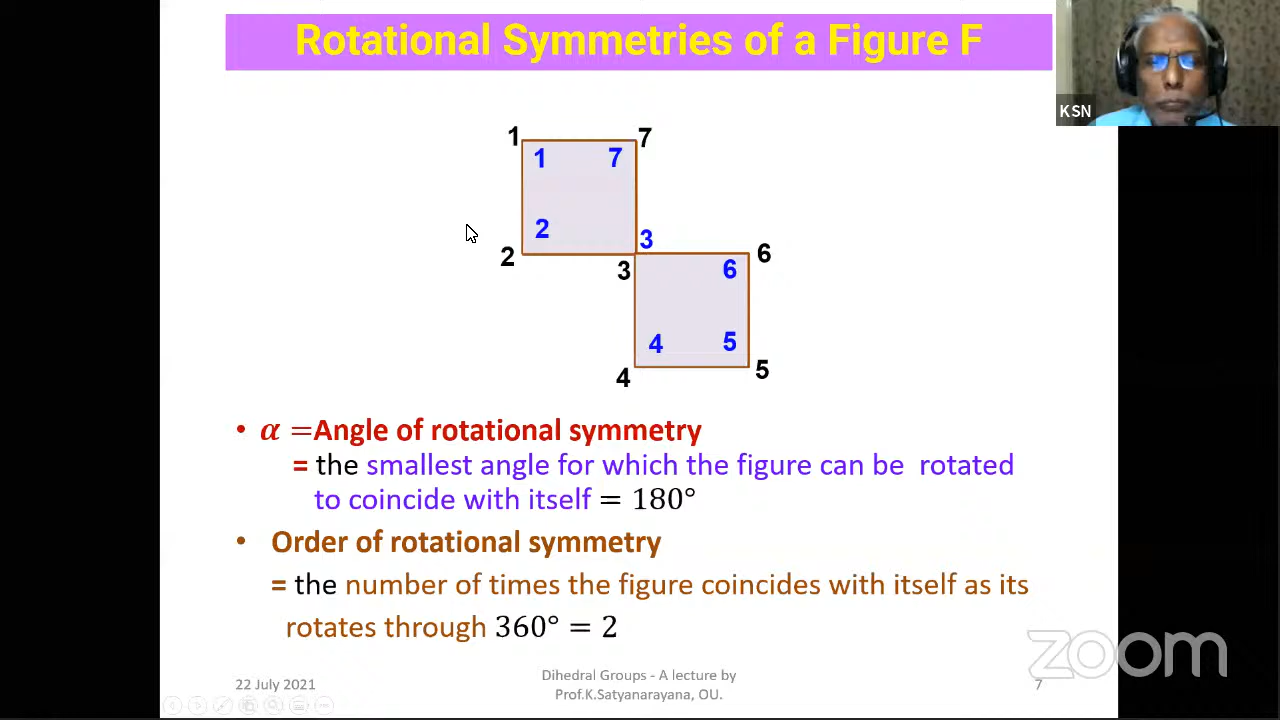 Rotational Symmetries of a Figure F
KSN
1 7
1 7
2 3
2 3 6
6
4 5
4 5
• α =Angle of rotational symmetry
= the smallest angle for which the figure can be rotated
to coincide with itself = 180°
• Order of rotational symmetry
= the number of times the figure coincides with itself as its
rotates through 360° = 2
zoom
22 July 2021
Dihedral Groups - A lecture by
Prof.K.Satyanarayana, OU.
7